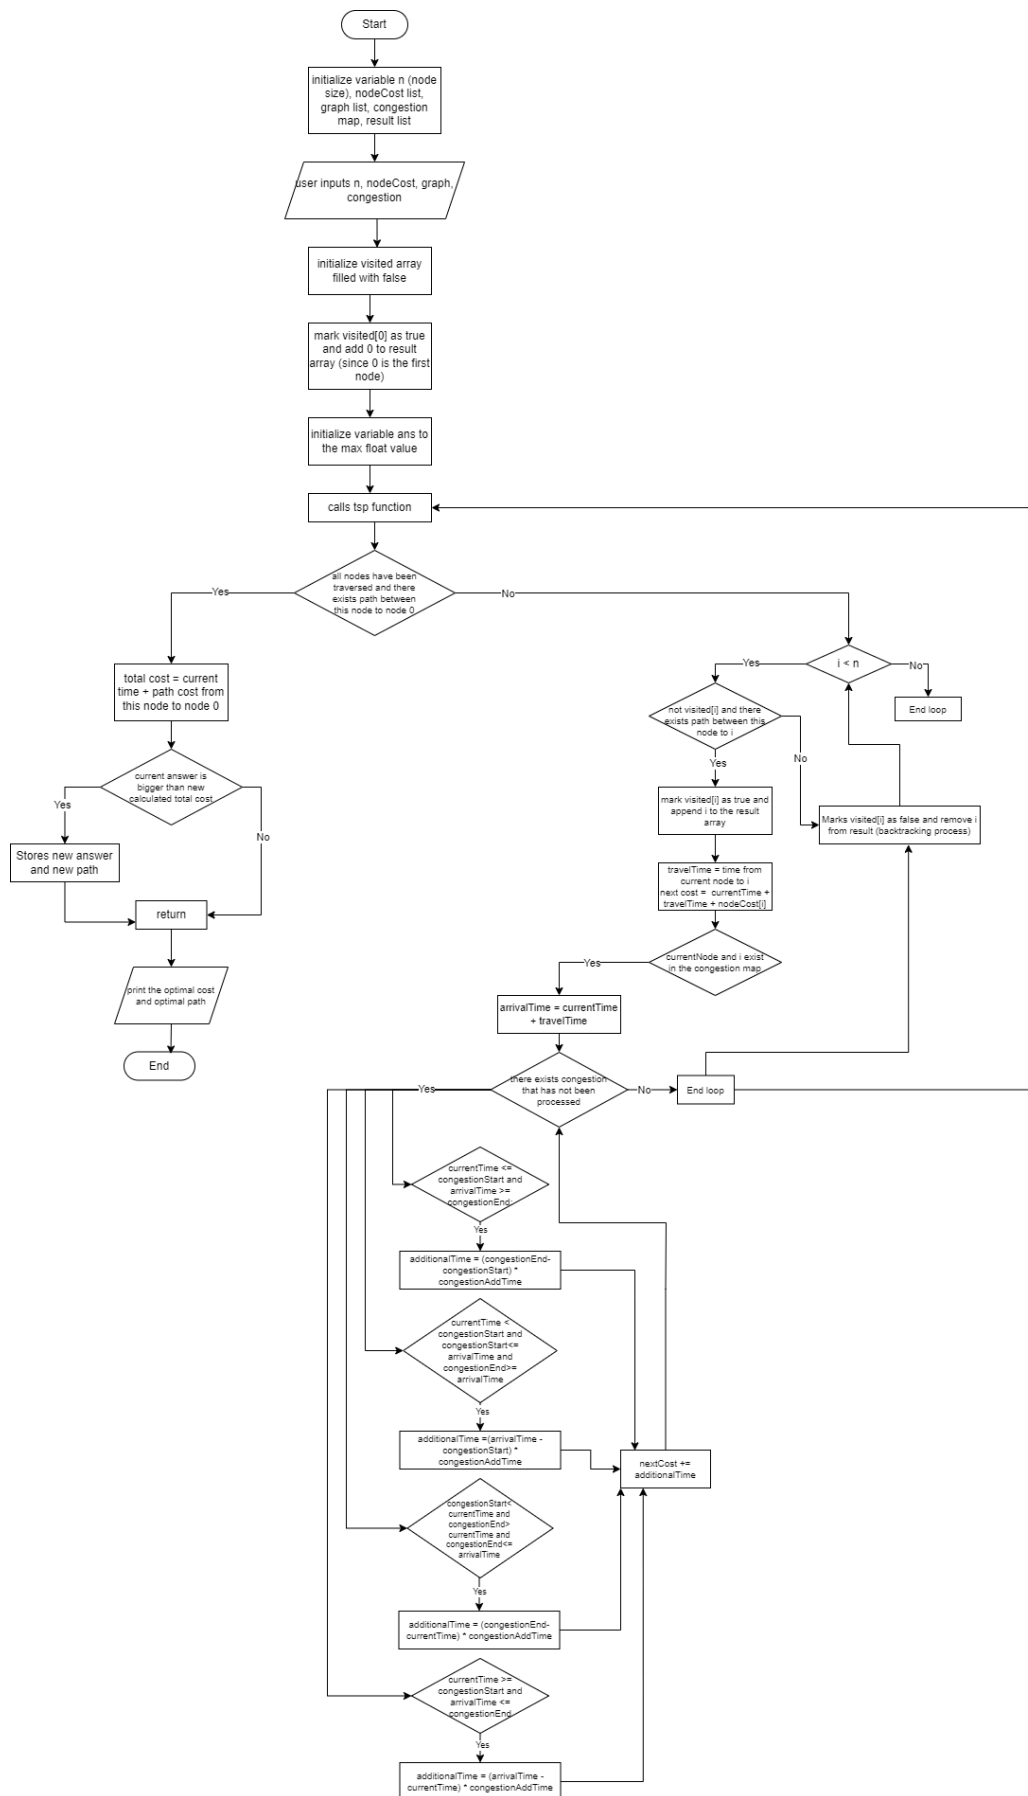 Start
initialize variable n (node
size), nodeCost list,
graph list, congestion
map, result list
user inputs n, nodeCost, graph,
congestion
initialize visited array
filled with false
mark visited[0] as true
and add 0 to result
array (since 0 is the first
node)
initialize variable ans to
the max float value
calls tsp function
all nodes have been
traversed and there
exists path between
this node to node 0
Yes
No
total cost = current
time + path cost from
this node to node 0
current answer is
bigger than new
calculated total cost
Yes
No
Stores new answer
and new path
return
print the optimal cost
and optimal path
End
i < n
Yes
No
End loop
not visited[i] and there
exists path between this
node to i
Yes
No
mark visited[i] as true and
append i to the result
array
Marks visited[i] as false and remove i
from result (backtracking process)
travelTime = time from
current node to i
next cost = currentTime +
travelTime + nodeCost[i]
currentNode and i exist
in the congestion map
Yes
arrivalTime = currentTime
+ travelTime
there exists congestion
that has not been
processed
Yes
No
End loop
currentTime <=
congestionStart and
arrivalTime >=
congestionEnd:
Yes
additionalTime = (congestionEnd-
congestionStart) *
congestionAddTime
currentTime <
congestionStart and
congestionStart<=
arrivalTime and
congestionEnd>=
arrivalTime
Yes
additionalTime =(arrivalTime -
congestionStart) *
congestionAddTime
nextCost +=
additionalTime
congestionStart<
currentTime and
congestionEnd>
currentTime and
congestionEnd<=
arrivalTime
Yes
additionalTime = (congestionEnd-
currentTime) * congestionAddTime
currentTime >=
congestionStart and
arrivalTime <=
congestionEnd
Yes
additionalTime = (arrivalTime -
currentTime) * congestionAddTime